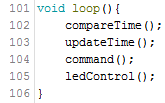 101 void loop(){
102 compareTime();
103 updateTime();
104 command();
105 ledControl();
106 }